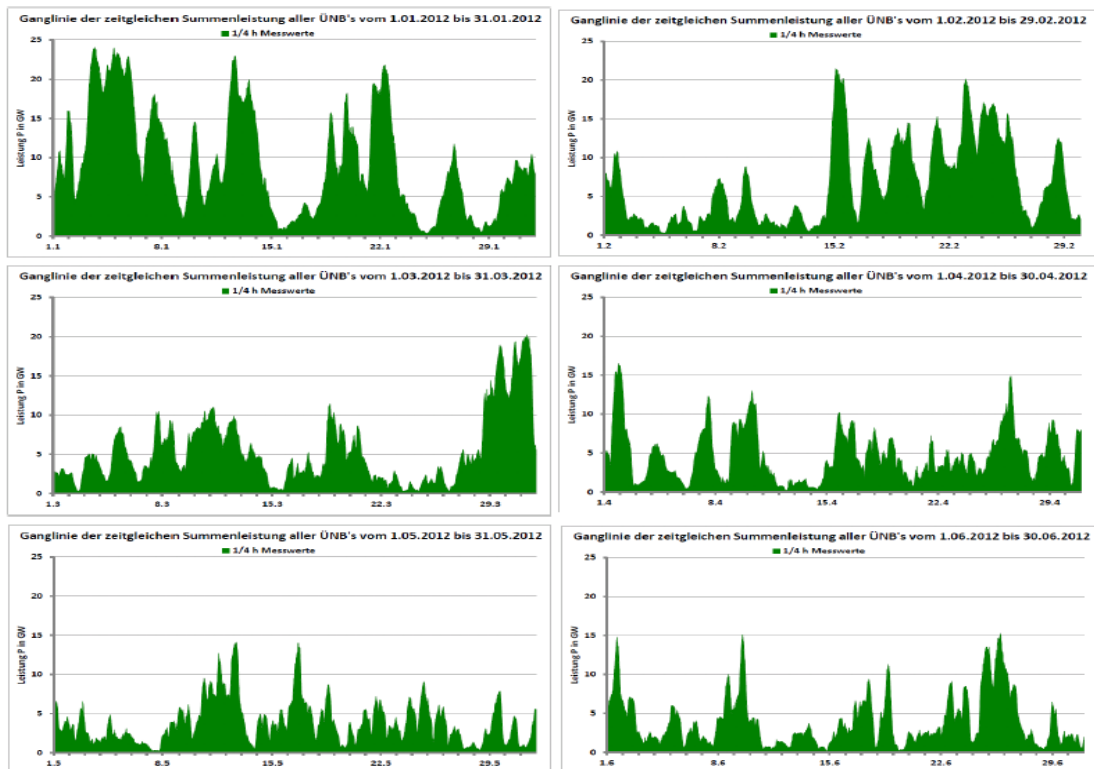 Ganglinie der zeitgleichen Summenleistung aller ÜNB's vom 1.01.2012 bis 31.01.2012
1/4 h Messwerte
Leistung P in GW
25
20
15
10
5
0
1.1 8.1 15.1 22.1 29.1
Ganglinie der zeitgleichen Summenleistung aller ÜNB's vom 1.02.2012 bis 29.02.2012
1/4 h Messwerte
Leistung P in GW
25
20
15
10
5
0
1.2 8.2 15.2 22.2 29.2
Ganglinie der zeitgleichen Summenleistung aller ÜNB's vom 1.03.2012 bis 31.03.2012
1/4 h Messwerte
Leistung P in GW
25
20
15
10
5
0
1.3 8.3 15.3 22.3 29.3
Ganglinie der zeitgleichen Summenleistung aller ÜNB's vom 1.04.2012 bis 30.04.2012
1/4 h Messwerte
Leistung P in GW
25
20
15
10
5
0
1.4 8.4 15.4 22.4 29.4
Ganglinie der zeitgleichen Summenleistung aller ÜNB's vom 1.05.2012 bis 31.05.2012
1/4 h Messwerte
Leistung P in GW
25
20
15
10
5
0
1.5 8.5 15.5 22.5 29.5
Ganglinie der zeitgleichen Summenleistung aller ÜNB's vom 1.06.2012 bis 30.06.2012
1/4 h Messwerte
Leistung P in GW
25
20
15
10
5
0
1.6 8.6 15.6 22.6 29.6